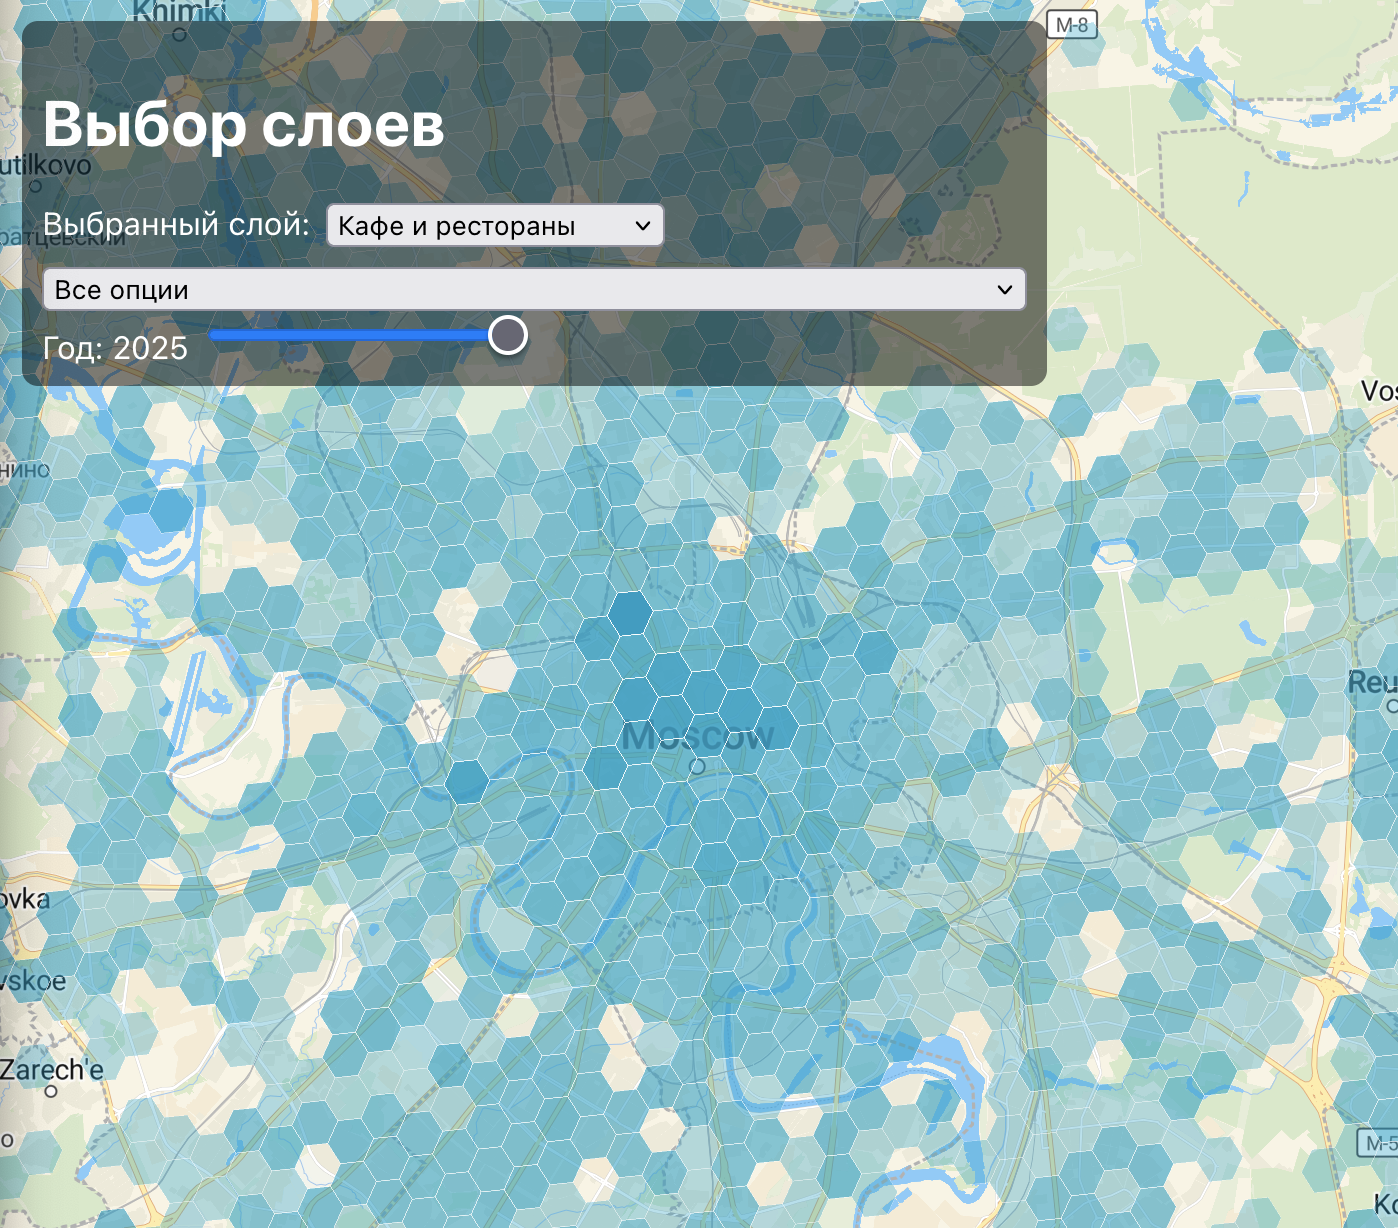 Khimki
M-8
Выбор слоев
utilkovo
Выбранный слой: Кафе и рестораны
ратцевский
Все опции
Год: 2025
Vos
нино
Reu
Moscow
ovka
vskoe
Zarech'e
o
M-5
Ko